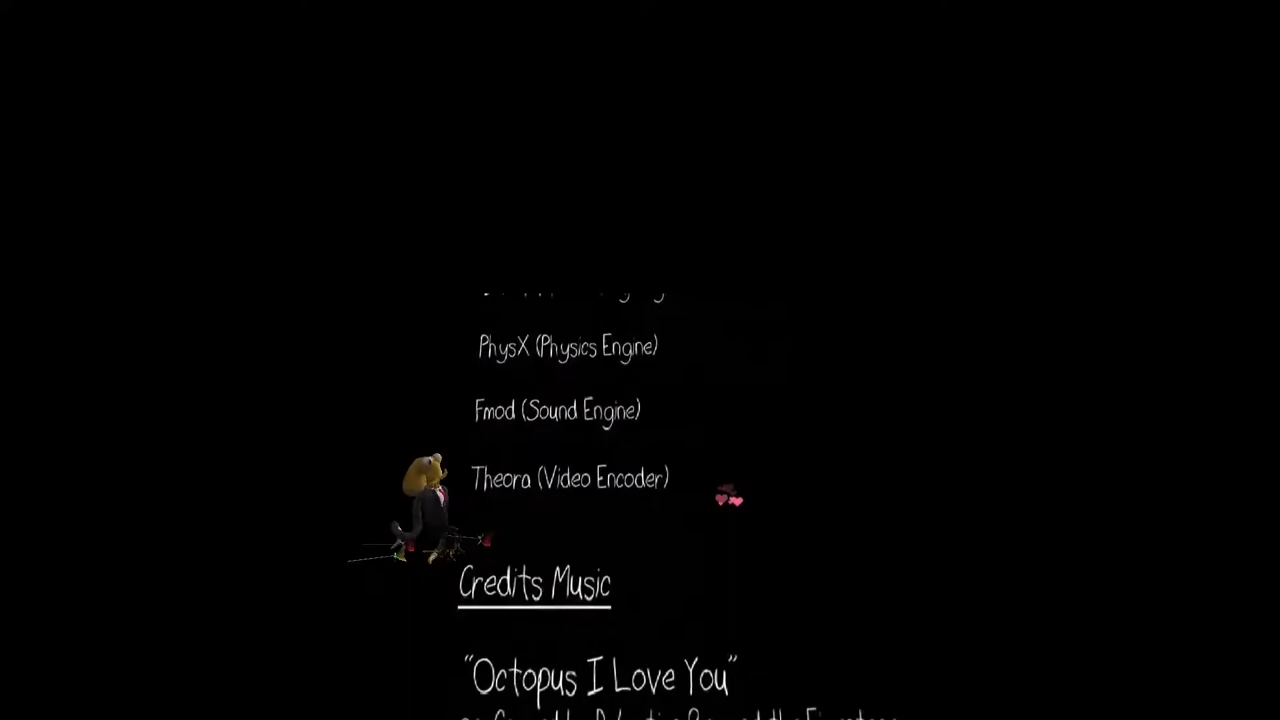 PhysX (Physics Engine)
Fmod (Sound Engine)
Theora (Video Encoder)
Credits Music
"Octopus I Love You"